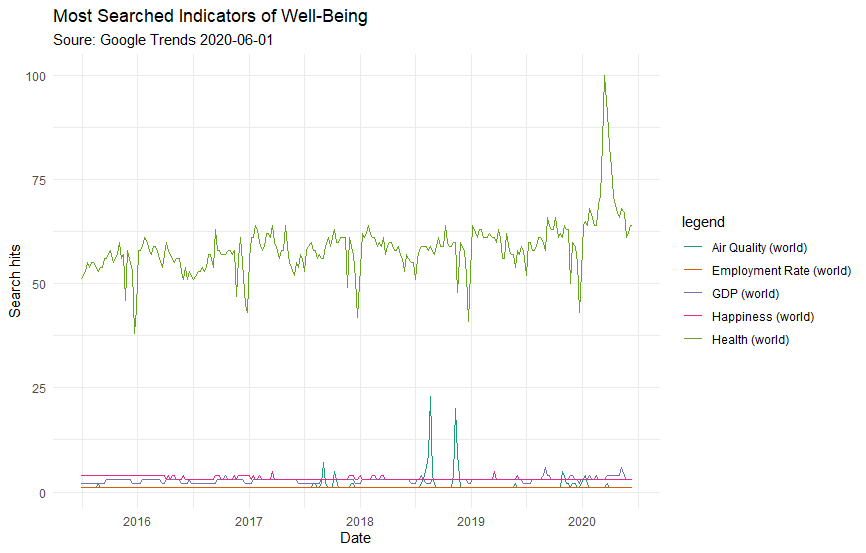 Most Searched Indicators of Well-Being
Soure: Google Trends 2020-06-01
100
75
50
25
0
Search hits
2016 2017 2018 2019 2020
Date
legend
Air Quality (world)
Employment Rate (world)
GDP (world)
Happiness (world)
Health (world)